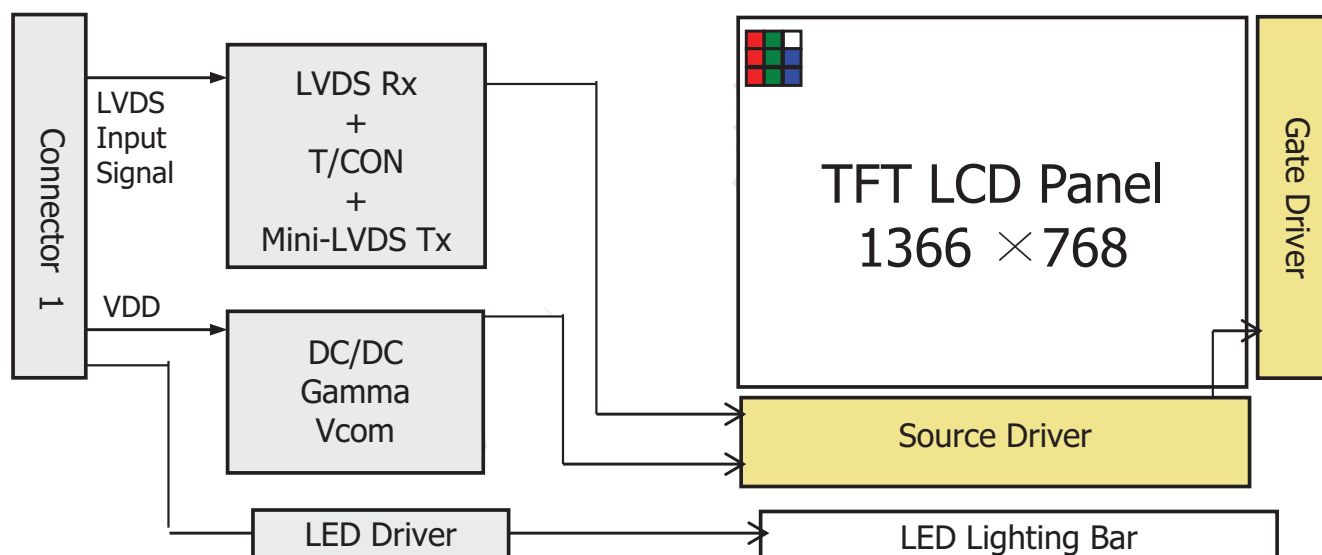 Connector 1
LVDS
Input
Signal
VDD
LVDS Rx
+
T/CON
+
Mini-LVDS Tx
DC/DC
Gamma
Vcom
LED Driver
TFT LCD Panel
1366 ×768
Gate Driver
Source Driver
LED Lighting Bar